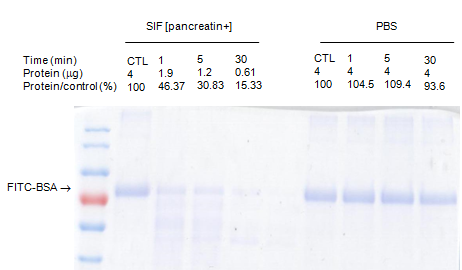 SIF [pancreatin+] PBS
Time (min) CTL 1 5 30 CTL 1 5 30
Protein (μg) 4 1.9 1.2 0.61 4 4 4 4
Protein/control (%) 100 46.37 30.83 15.33 100 104.5 109.4 93.6
FITC-BSA →